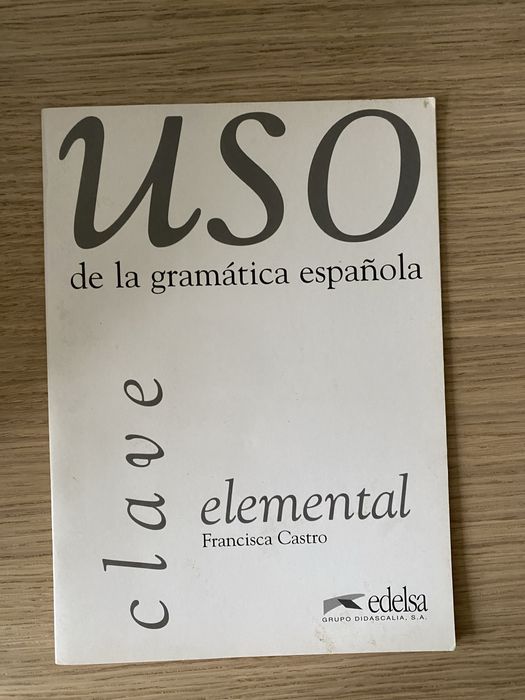 uso
de la gramática española
clave
elemental
Francisca Castro
edelsa
GRUPO DIDASCALIA, S.A.